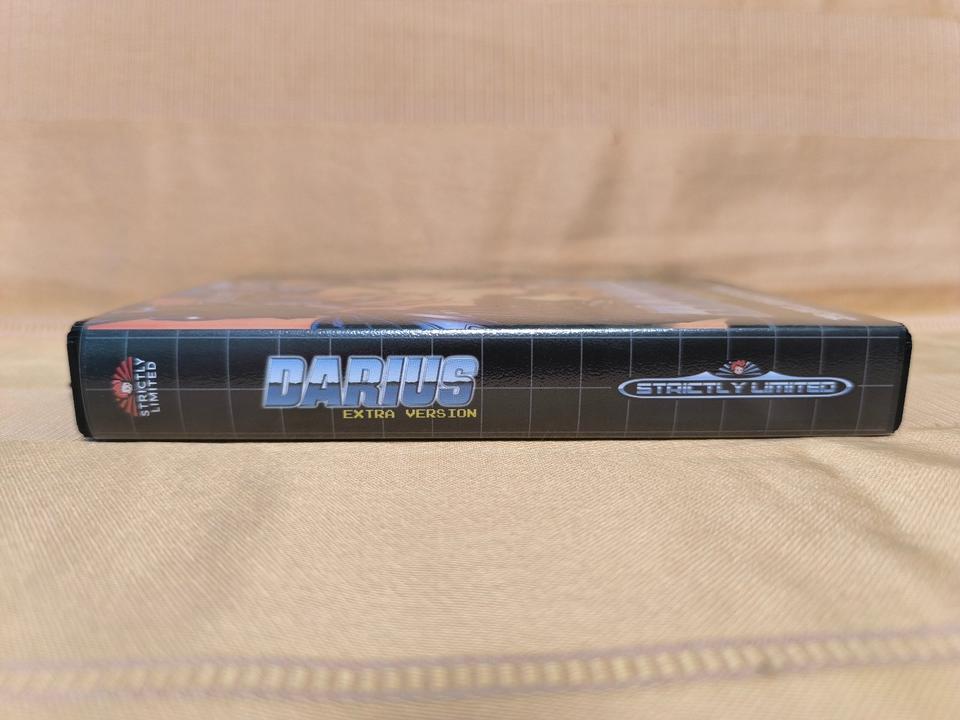 STRICTLY
LIMITED
DARIUS
EXTRA VERSION
STRICTLY LIMITED